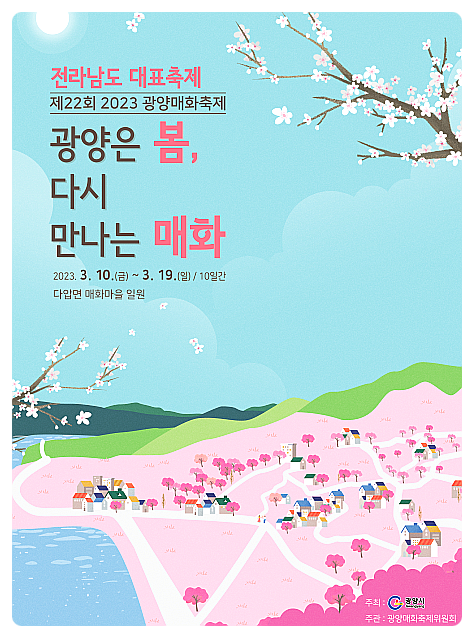 전라남도 대표축제
제22회 2023 광양매화축제
광양은 봄,
다시
만나는 매화
2023. 3. 10.(금) ~ 3. 19.(일) / 10일간
다압면 매화마을 일원
주최 : 광양시
주관 : 광양매화축제위원회